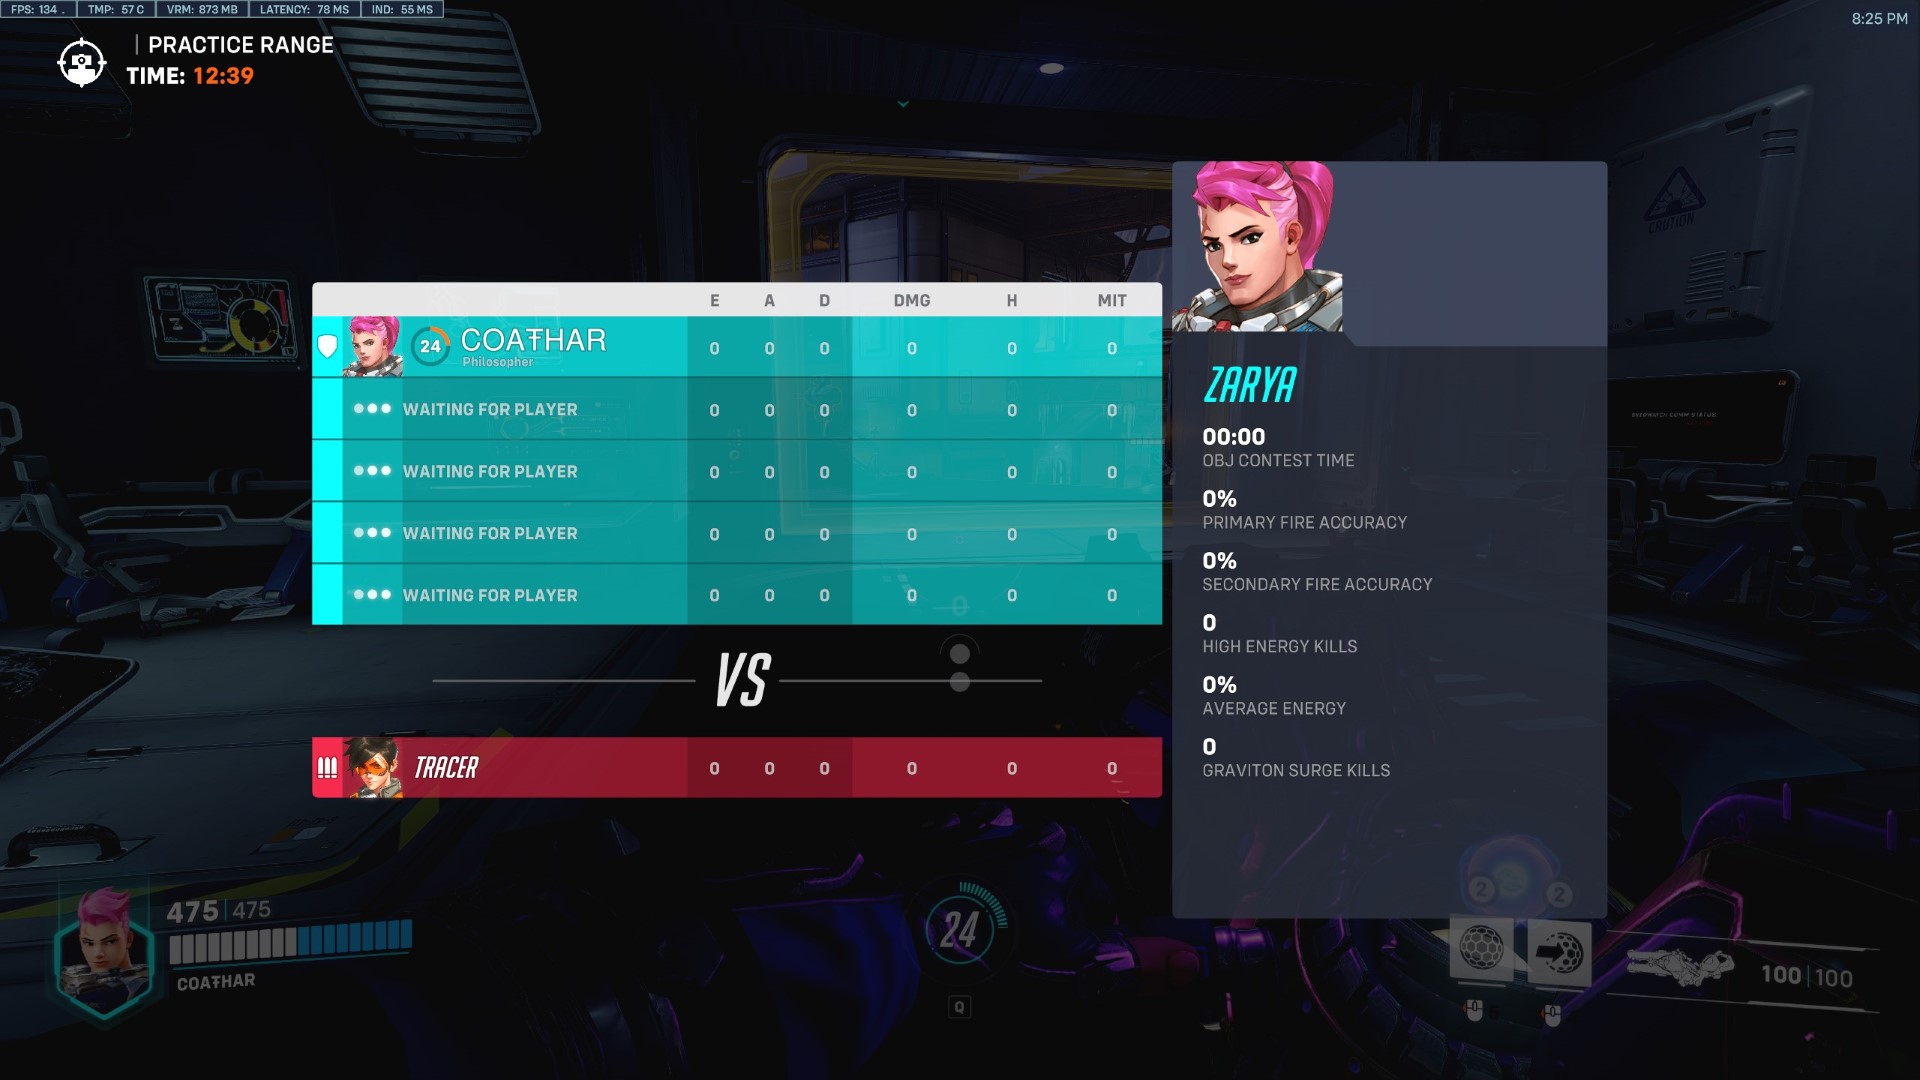 FPS: 134 . TMP: 57 C VRM: 873 MB LATENCY: 78 MS IND: 55 MS
8:25 PM
| PRACTICE RANGE
TIME: 12:39
CAUTION
E A D DMG H MIT
24 COAŦHAR 0 0 0 0 0 0
Philosopher
WAITING FOR PLAYER 0 0 0 0 0 0
WAITING FOR PLAYER 0 0 0 0 0 0
WAITING FOR PLAYER 0 0 0 0 0 0
WAITING FOR PLAYER 0 0 0 0 0 0
VS
TRACER 0 0 0 0 0 0
ZARYA
00:00
OBJ CONTEST TIME
0%
PRIMARY FIRE ACCURACY
0%
SECONDARY FIRE ACCURACY
0
HIGH ENERGY KILLS
0%
AVERAGE ENERGY
0
GRAVITON SURGE KILLS
475 | 475
COAŦHAR
24
Q
2 2
100 | 100